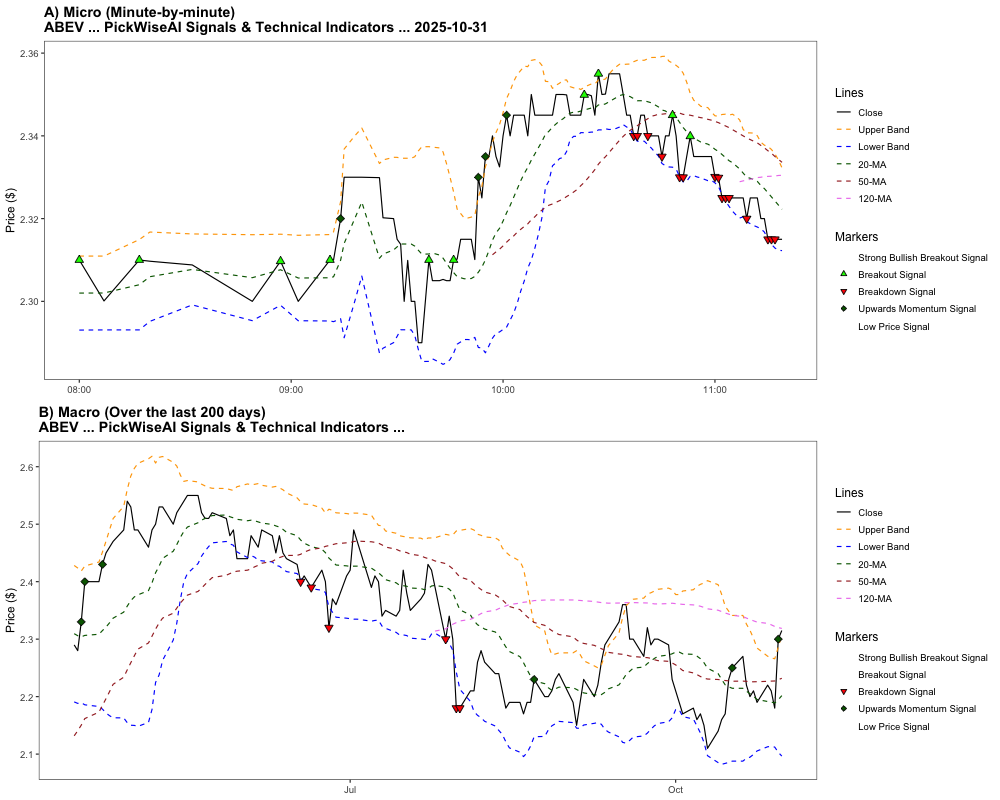 A) Micro (Minute-by-minute)
ABEV ... PickWiseAI Signals & Technical Indicators ... 2025-10-31
Price ($)
2.36
2.34
2.32
2.30
08:00
09:00
10:00
11:00
Lines
Close
Upper Band
Lower Band
20-MA
50-MA
120-MA
Markers
Strong Bullish Breakout Signal
Breakout Signal
Breakdown Signal
Upwards Momentum Signal
Low Price Signal
B) Macro (Over the last 200 days)
ABEV ... PickWiseAI Signals & Technical Indicators ...
Price ($)
2.6
2.5
2.4
2.3
2.2
2.1
Jul
Oct
Lines
Close
Upper Band
Lower Band
20-MA
50-MA
120-MA
Markers
Strong Bullish Breakout Signal
Breakout Signal
Breakdown Signal
Upwards Momentum Signal
Low Price Signal